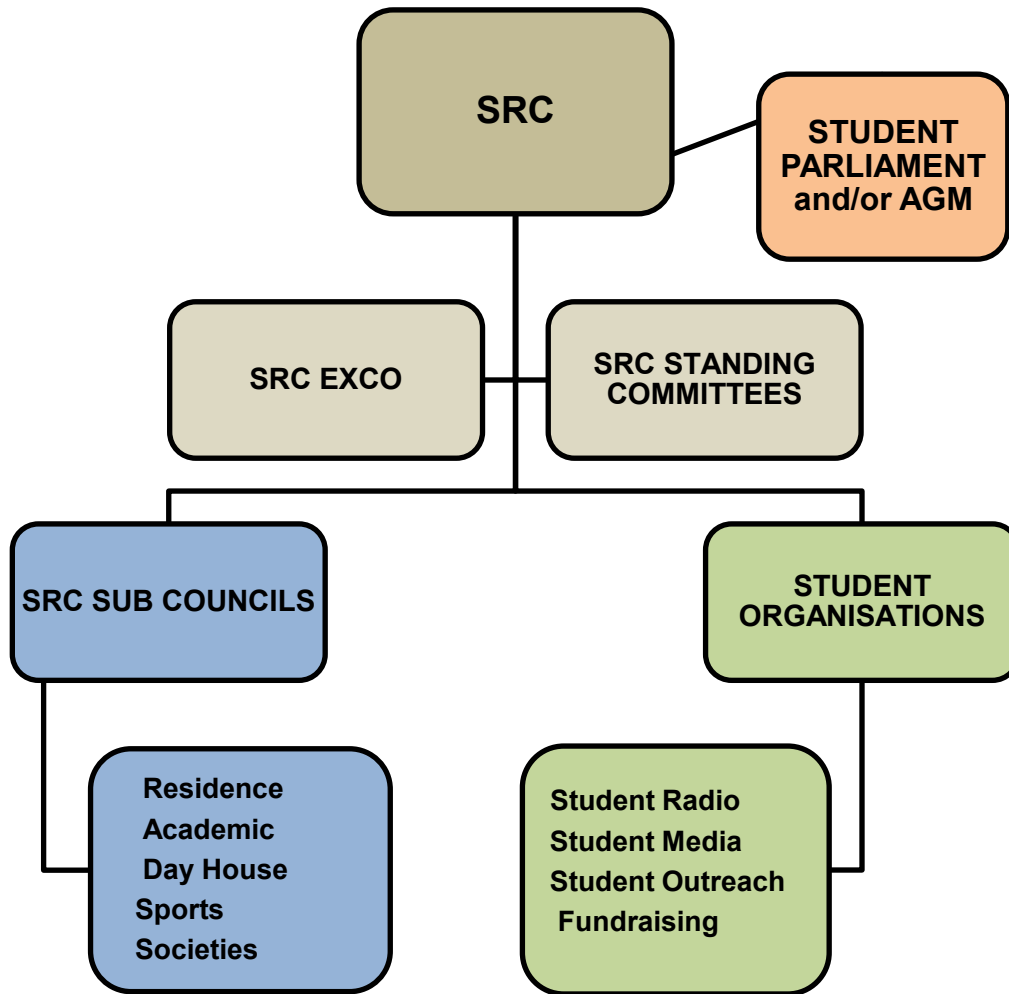 SRC
STUDENT
PARLIAMENT
and/or AGM
SRC EXCO
SRC STANDING
COMMITTEES
SRC SUB COUNCILS
STUDENT
ORGANISATIONS
Residence
Academic
Day House
Sports
Societies
Student Radio
Student Media
Student Outreach
Fundraising